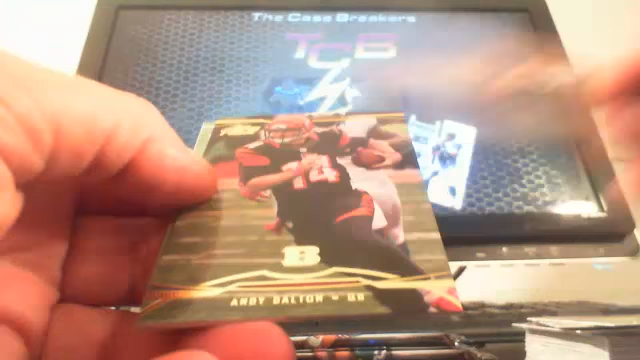 The Case Breakers
TCB
14
B
ANDY DALTON • QB